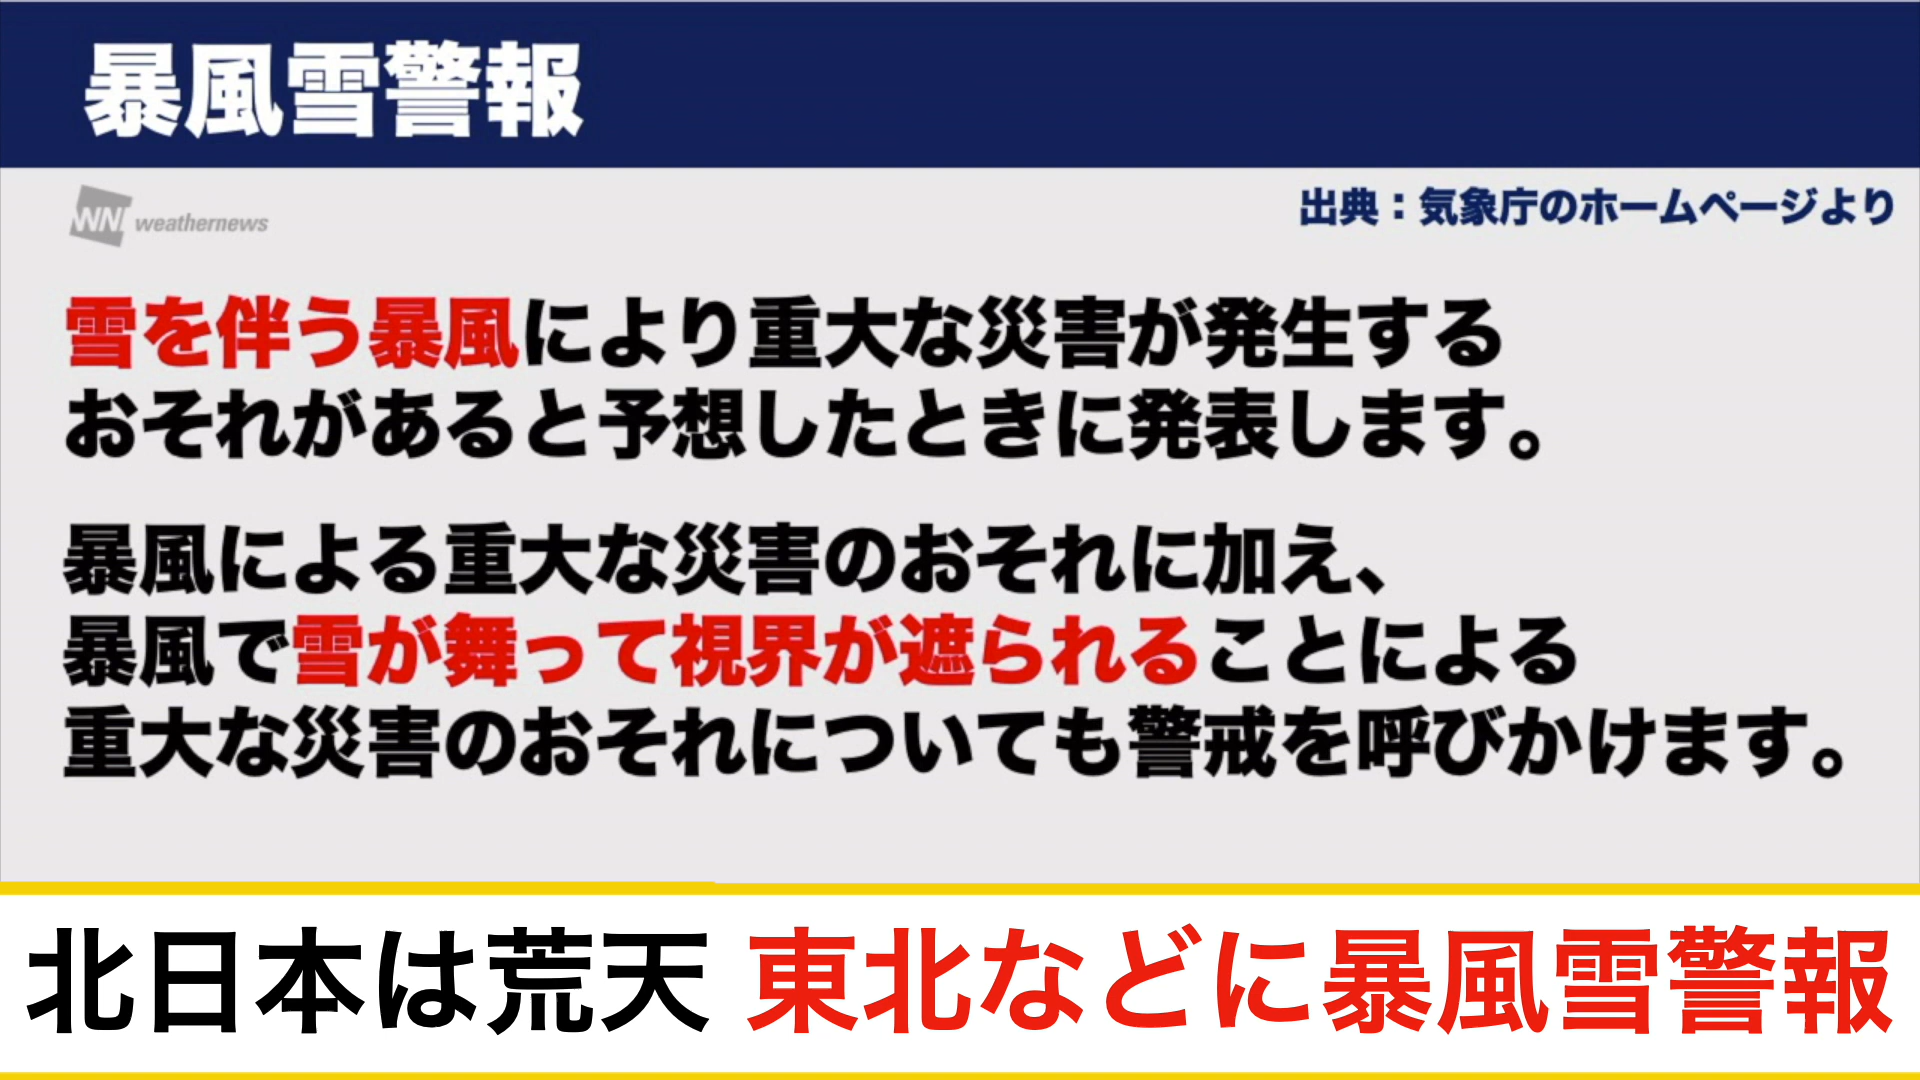 暴風雪警報
WNI weathernews
出典：気象庁のホームページより
雪を伴う暴風により重大な災害が発生する
おそれがあると予想したときに発表します。
暴風による重大な災害のおそれに加え、
暴風で雪が舞って視界が遮られることによる
重大な災害のおそれについても警戒を呼びかけます。
北日本は荒天 東北などに暴風雪警報